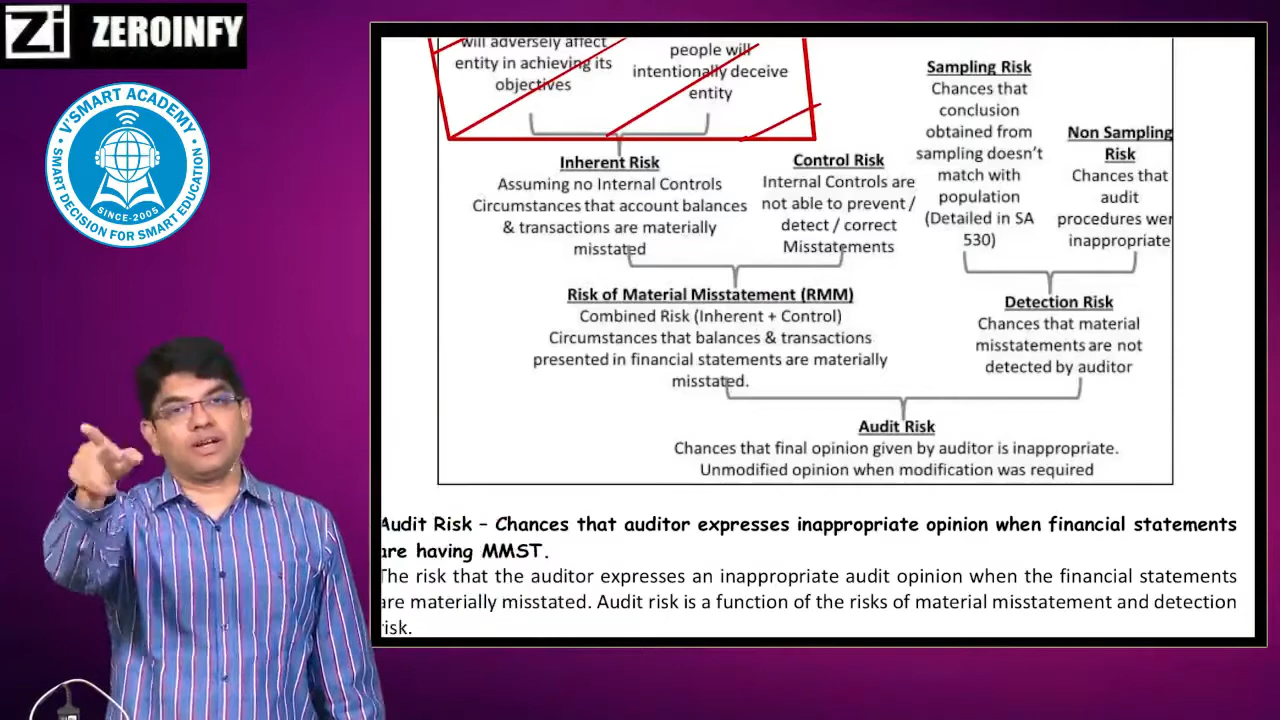 Zi ZEROINFY
V'SMART ACADEMY
SMART DECISION FOR SMART EDUCATION
SINCE-2005
will adversely affect
entity in achieving its
objectives
people will
intentionally deceive
entity
Inherent Risk
Assuming no Internal Controls
Circumstances that account balances
& transactions are materially
misstated
Control Risk
Internal Controls are
not able to prevent /
detect / correct
Misstatements
Sampling Risk
Chances that
conclusion
obtained from
sampling doesn't
match with
population
(Detailed in SA
530)
Non Sampling
Risk
Chances that
audit
procedures wer
inappropriate
Risk of Material Misstatement (RMM)
Combined Risk (Inherent + Control)
Circumstances that balances & transactions
presented in financial statements are materially
misstated.
Detection Risk
Chances that material
misstatements are not
detected by auditor
Audit Risk
Chances that final opinion given by auditor is inappropriate.
Unmodified opinion when modification was required
Audit Risk – Chances that auditor expresses inappropriate opinion when financial statements
are having MMST.
The risk that the auditor expresses an inappropriate audit opinion when the financial statements
are materially misstated. Audit risk is a function of the risks of material misstatement and detection
risk.